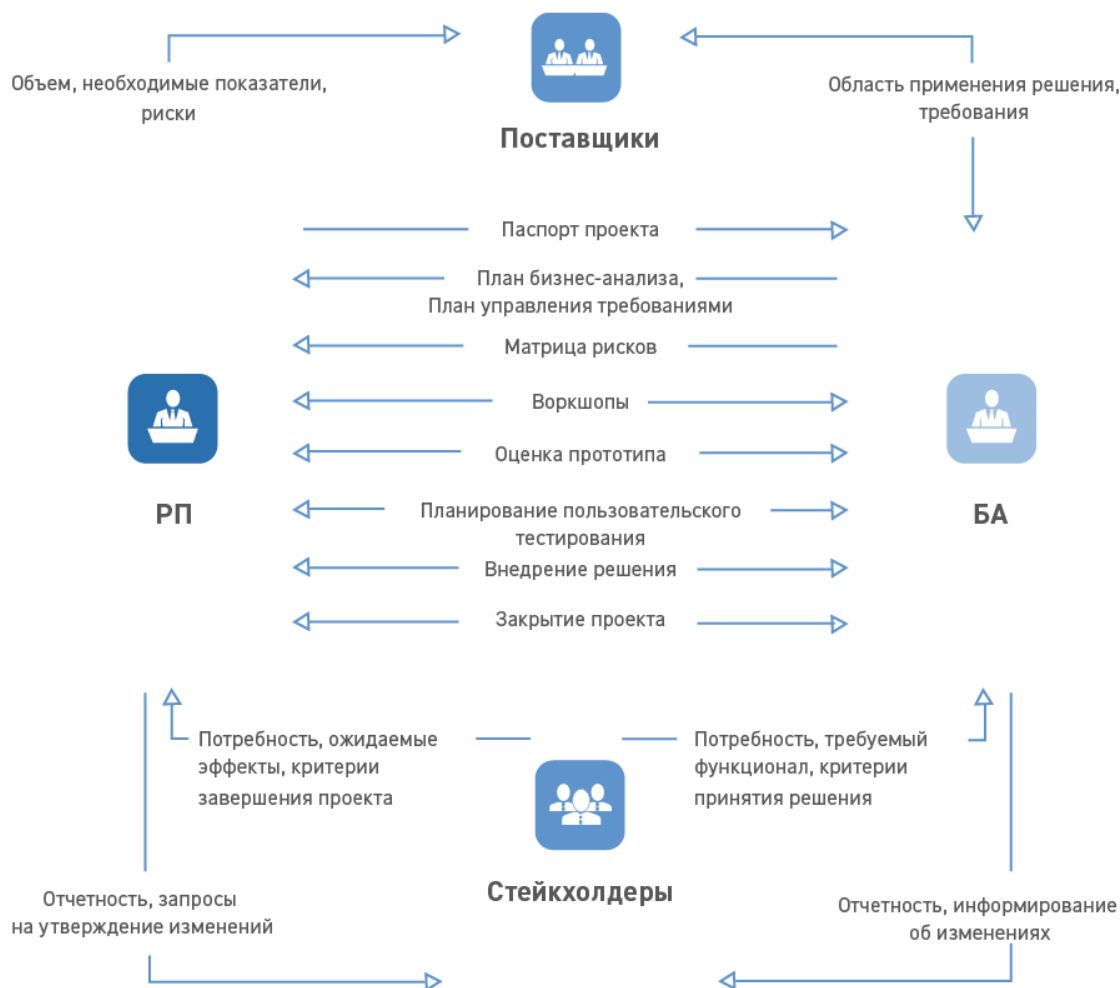 Объем, необходимые показатели,
риски
Поставщики
Область применения решения,
требования
Паспорт проекта
План бизнес-анализа,
План управления требованиями
Матрица рисков
Воркшопы
Оценка прототипа
РП
БА
Планирование пользовательского
тестирования
Внедрение решения
Закрытие проекта
Потребность, ожидаемые
эффекты, критерии
завершения проекта
Потребность, требуемый
функционал, критерии
принятия решения
Стейкхолдеры
Отчетность, запросы
на утверждение изменений
Отчетность, информирование
об изменениях